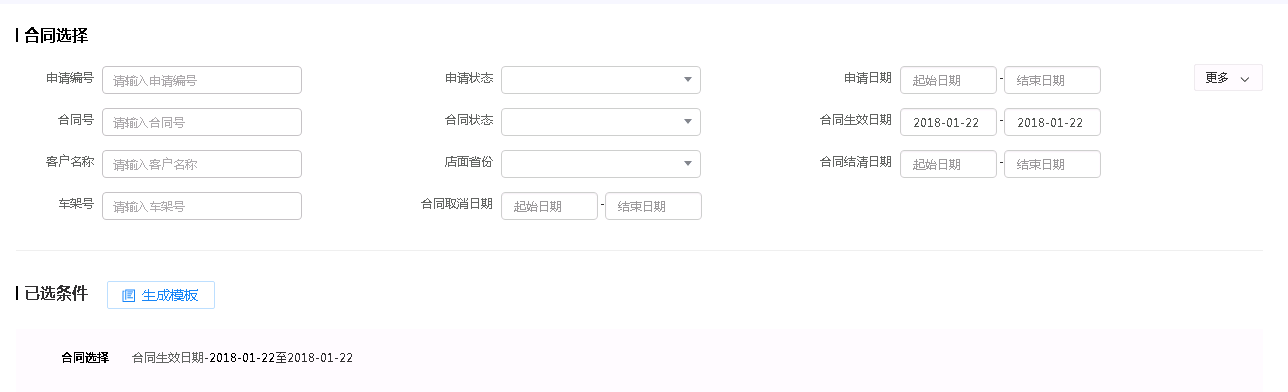 合同选择
申请编号 请输入申请编号 申请状态 申请日期 起始日期 - 结束日期 更多
合同号 请输入合同号 合同状态 合同生效日期 2018-01-22 - 2018-01-22
客户名称 请输入客户名称 店面省份 合同结清日期 起始日期 - 结束日期
车架号 请输入车架号 合同取消日期 起始日期 - 结束日期
已选条件 生成模板
合同选择 合同生效日期-2018-01-22至2018-01-22